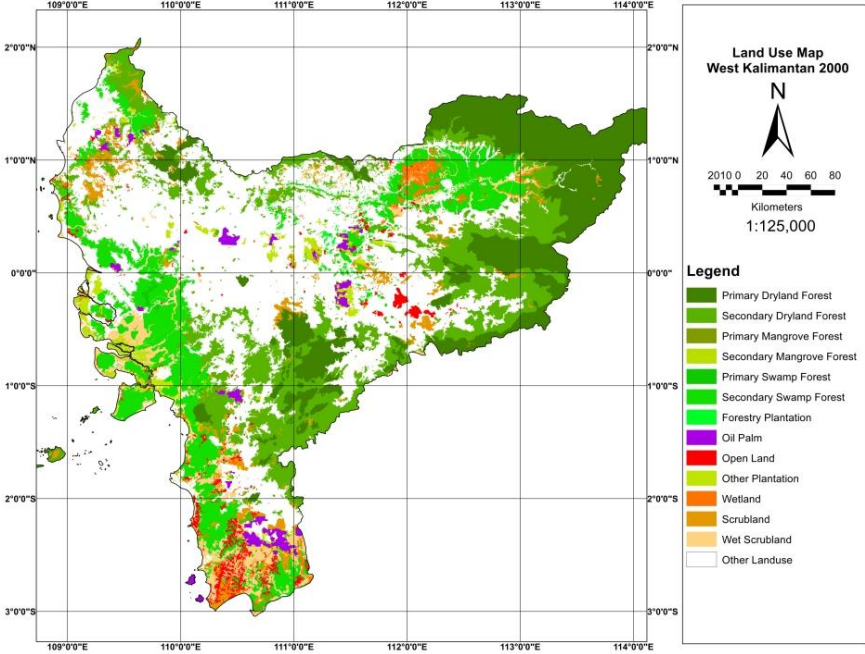 109°0'0"E 110°0'0"E 111°0'0"E 112°0'0"E 113°0'0"E 114°0'0"E
2°0'0"N 2°0'0"N
1°0'0"N 1°0'0"N
0°0'0" 0°0'0"
1°0'0"S 1°0'0"S
2°0'0"S 2°0'0"S
3°0'0"S 3°0'0"S
109°0'0"E 110°0'0"E 111°0'0"E 112°0'0"E 113°0'0"E 114°0'0"E
Land Use Map
West Kalimantan 2000
N
2010 0 20 40 60 80
Kilometers
1:125,000
Legend
Primary Dryland Forest
Secondary Dryland Forest
Primary Mangrove Forest
Secondary Mangrove Forest
Primary Swamp Forest
Secondary Swamp Forest
Forestry Plantation
Oil Palm
Open Land
Other Plantation
Wetland
Scrubland
Wet Scrubland
Other Landuse